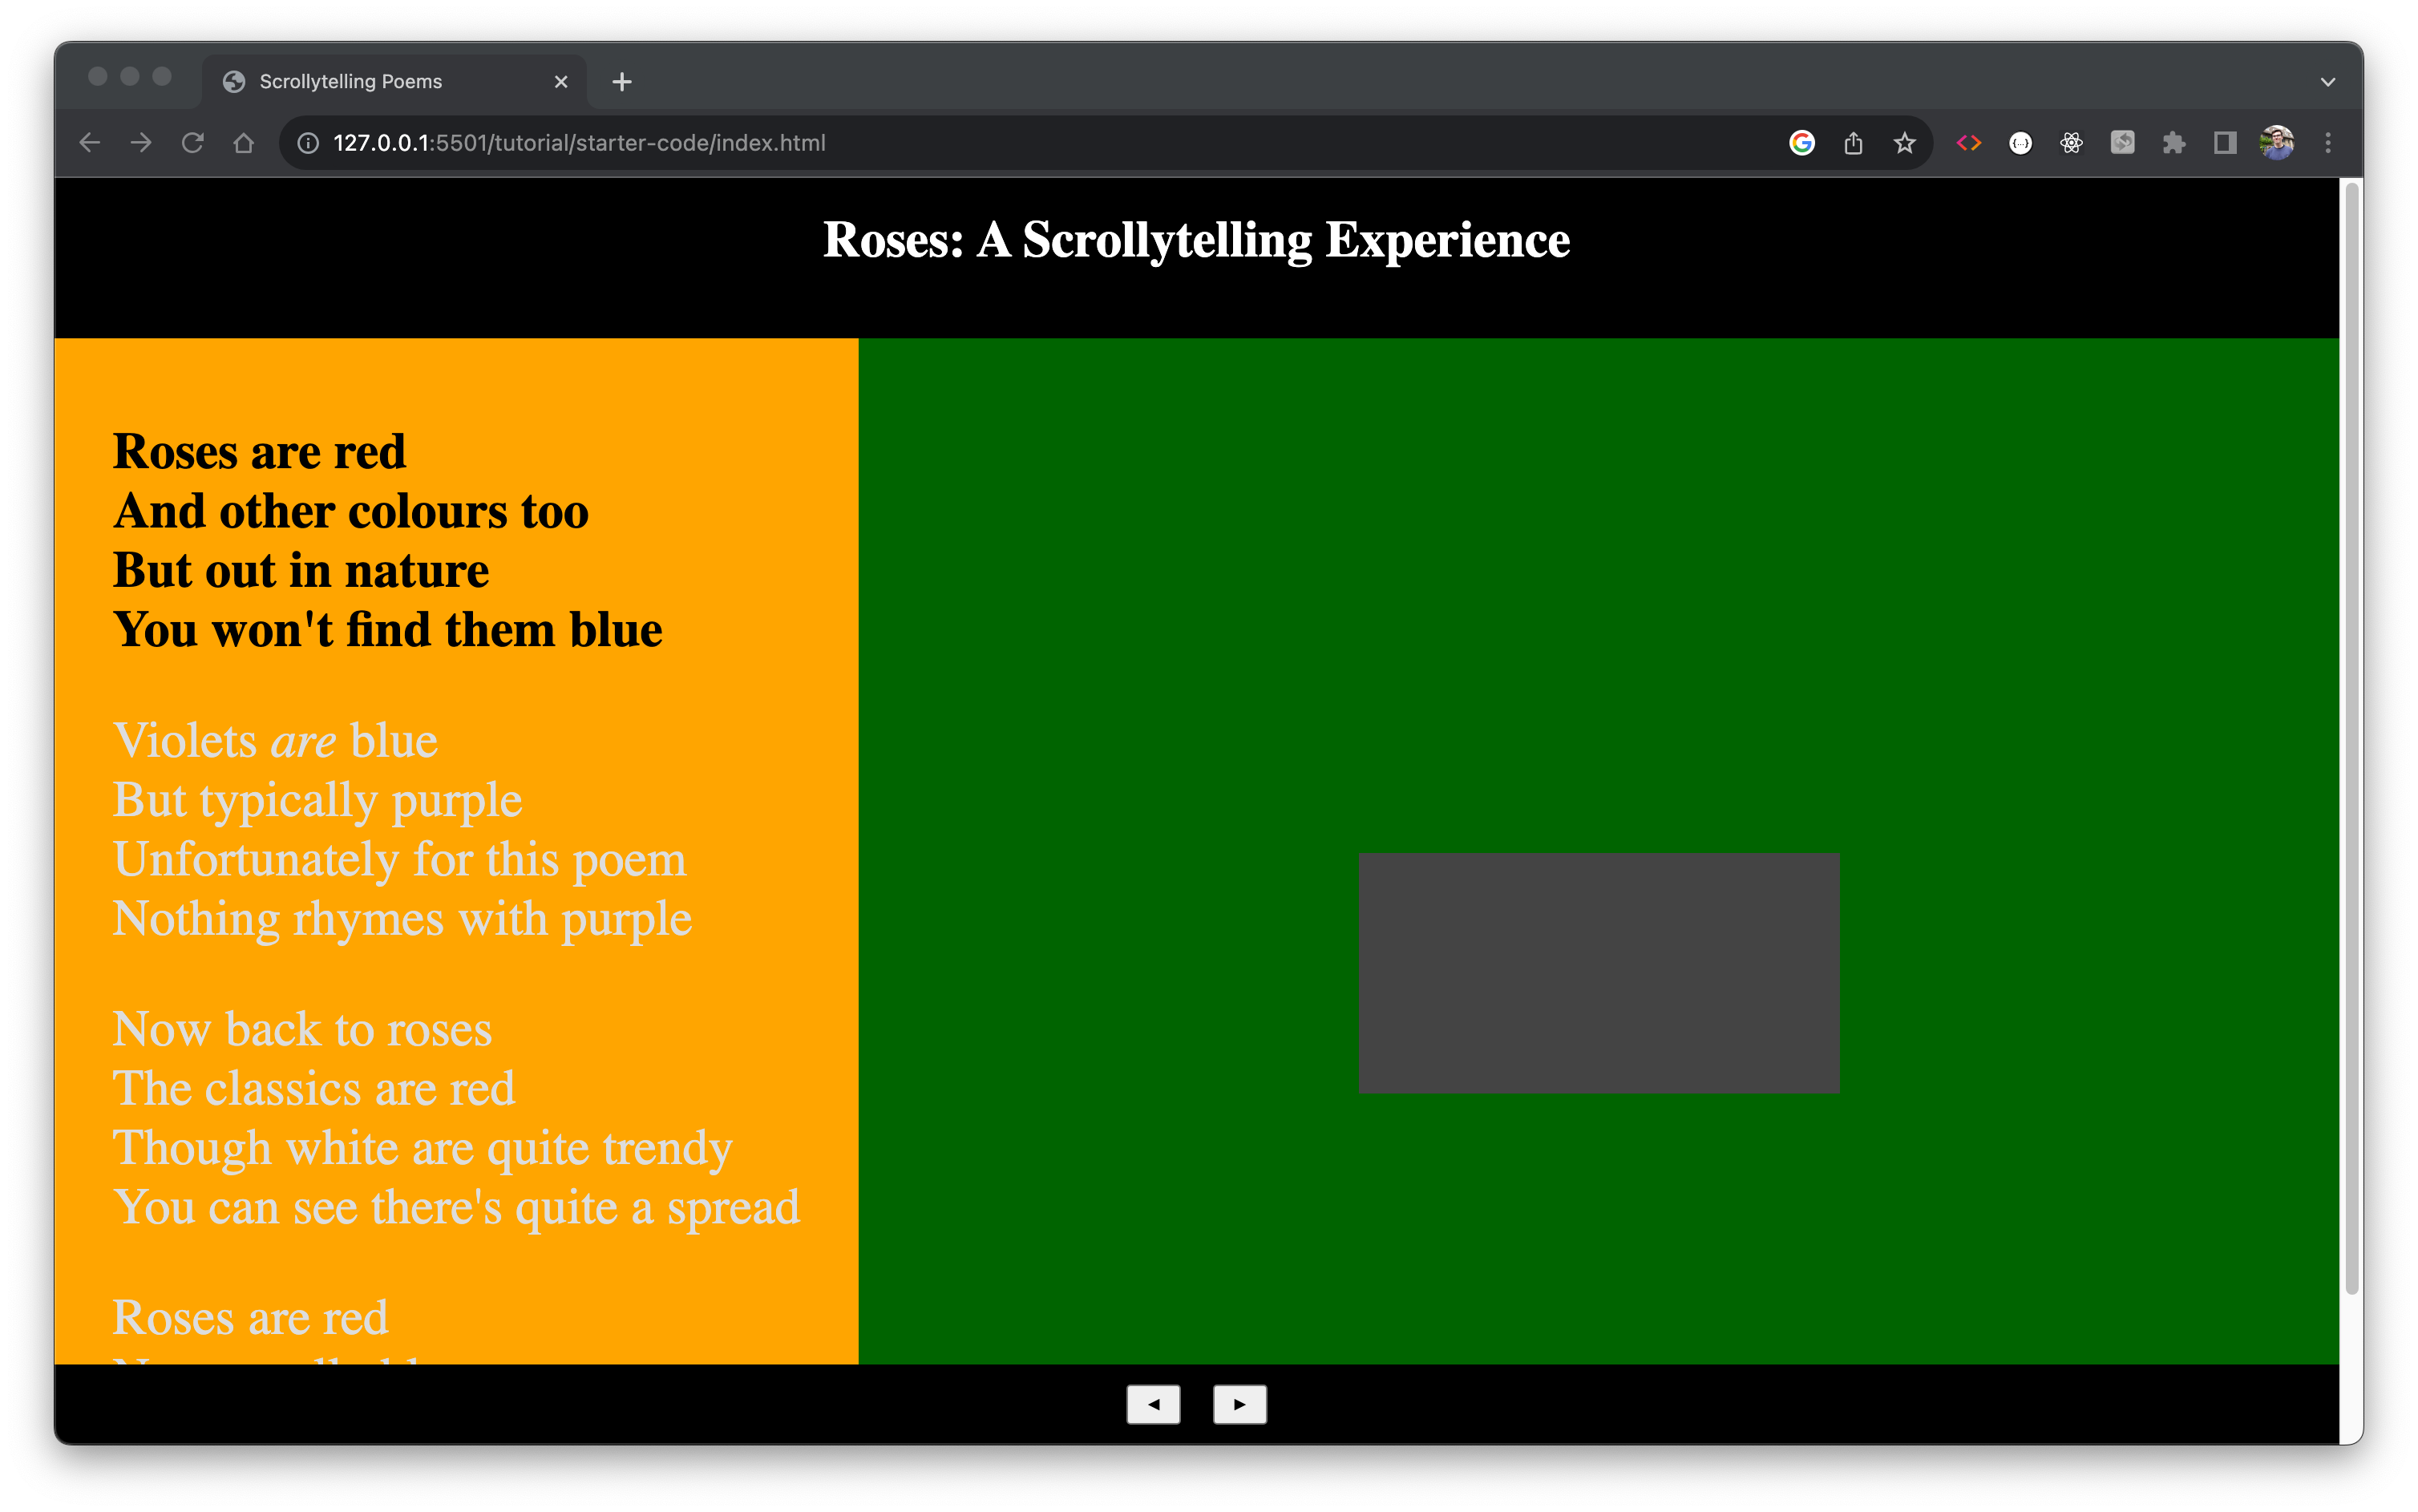 Scrollytelling Poems
127.0.0.1:5501/tutorial/starter-code/index.html
Roses: A Scrollytelling Experience
Roses are red
And other colours too
But out in nature
You won't find them blue
Violets are blue
But typically purple
Unfortunately for this poem
Nothing rhymes with purple
Now back to roses
The classics are red
Though white are quite trendy
You can see there's quite a spread
Roses are red